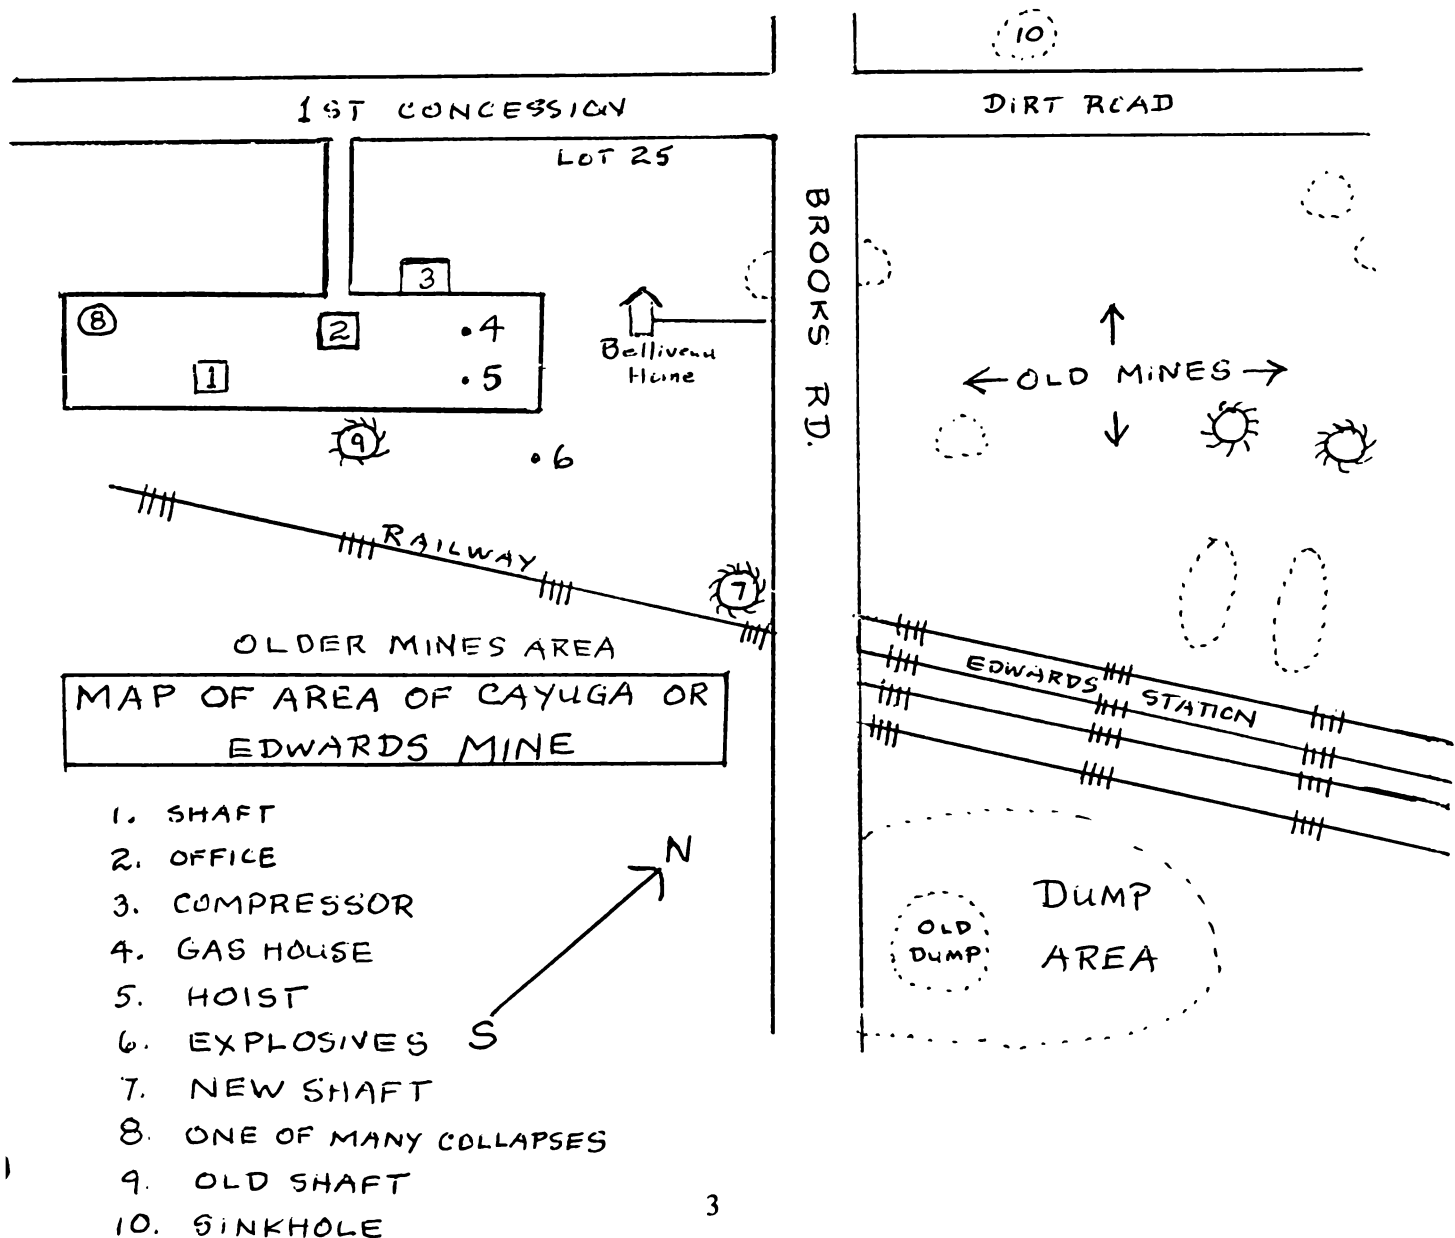 10
1ST CONCESSION
DIRT ROAD
LOT 25
BROOKS RD.
3
8
2
4
1
5
Belliveau
Home
OLD MINES
9
6
RAILWAY
7
OLDER MINES AREA
EDWARDS STATION
MAP OF AREA OF CAYUGA OR
EDWARDS MINE
1. SHAFT
2. OFFICE
3. COMPRESSOR
4. GAS HOUSE
5. HOIST
6. EXPLOSIVES
7. NEW SHAFT
8. ONE OF MANY COLLAPSES
9. OLD SHAFT
10. SINKHOLE
N
S
DUMP
AREA
OLD
DUMP
3